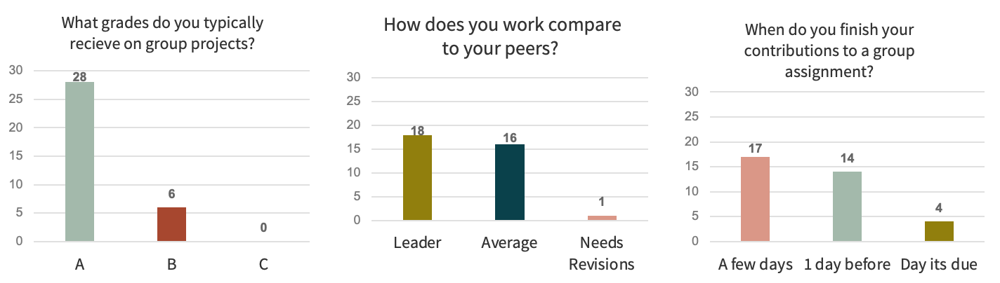 What grades do you typically
recieve on group projects?
30
28
25
20
15
10
6
5
0
0
A B C
How does you work compare
to your peers?
30
25
20
18
16
15
10
5
1
0
Leader Average Needs
Revisions
When do you finish your
contributions to a group
assignment?
30
25
20
17
15
14
10
5
4
0
A few days 1 day before Day its due